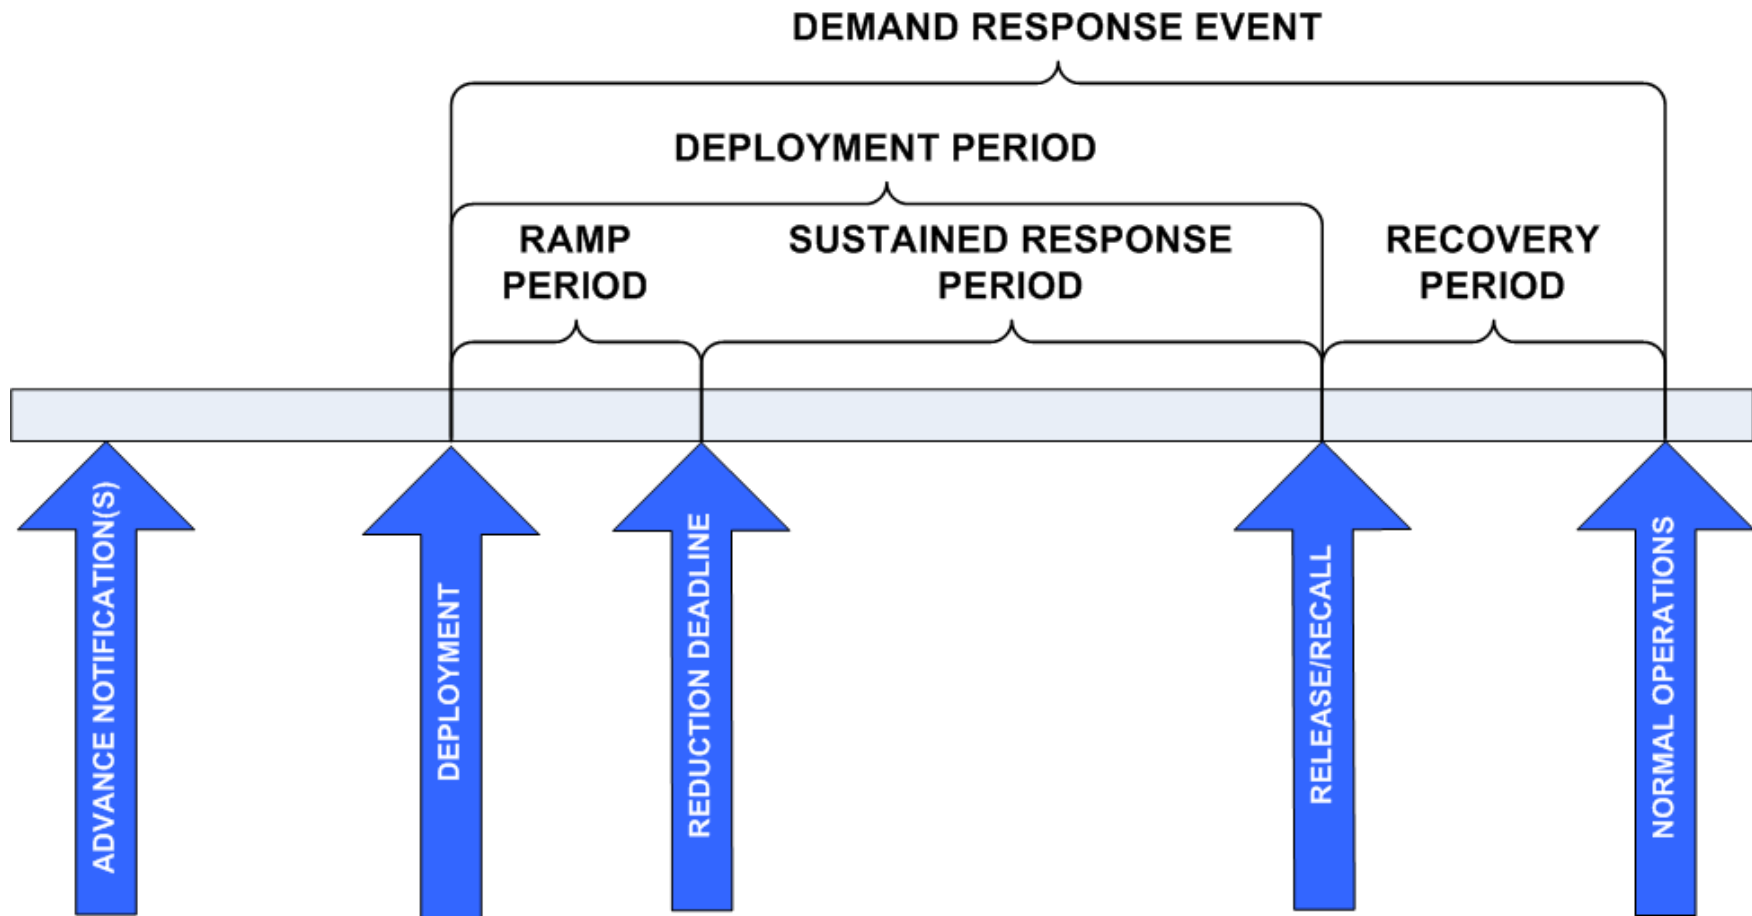 DEMAND RESPONSE EVENT
DEPLOYMENT PERIOD
RAMP
PERIOD
SUSTAINED RESPONSE
PERIOD
RECOVERY
PERIOD
ADVANCE NOTIFICATION(S)
DEPLOYMENT
REDUCTION DEADLINE
RELEASE/RECALL
NORMAL OPERATIONS